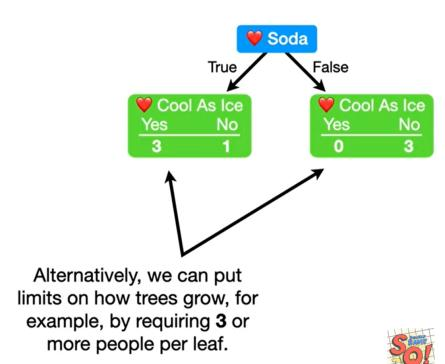 ❤️ Soda
True False
❤️ Cool As Ice ❤️ Cool As Ice
Yes No Yes No
3 1 0 3
Alternatively, we can put
limits on how trees grow, for
example, by requiring 3 or
more people per leaf.